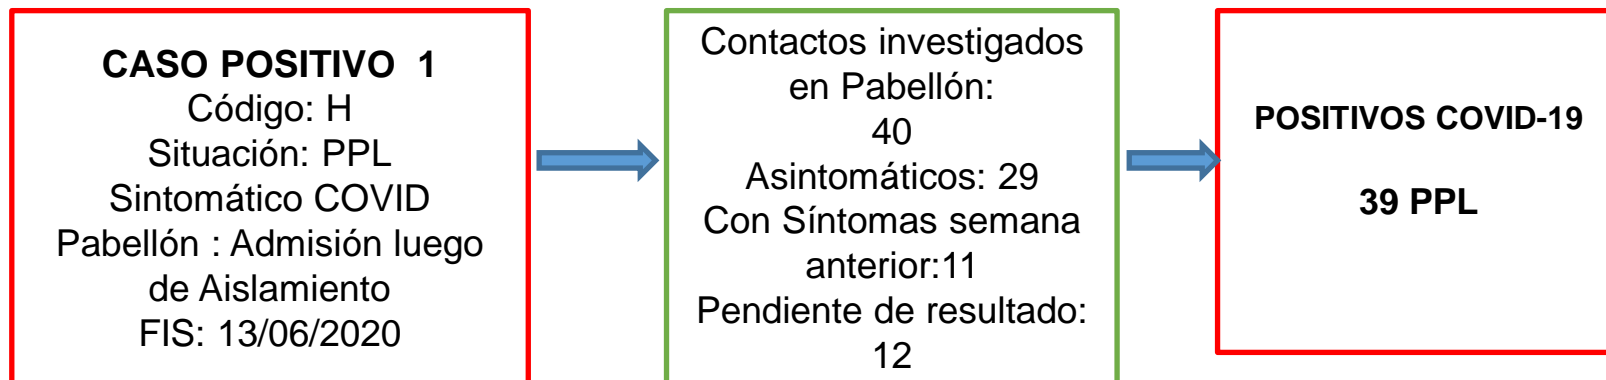 CASO POSITIVO  1
Código: H
Situación: PPL
Sintomático COVID
Pabellón : Admisión luego
de Aislamiento
FIS: 13/06/2020
Contactos investigados
en Pabellón:
40
Asintomáticos: 29
Con Síntomas semana
anterior:11
Pendiente de resultado:
12
POSITIVOS COVID-19
39 PPL